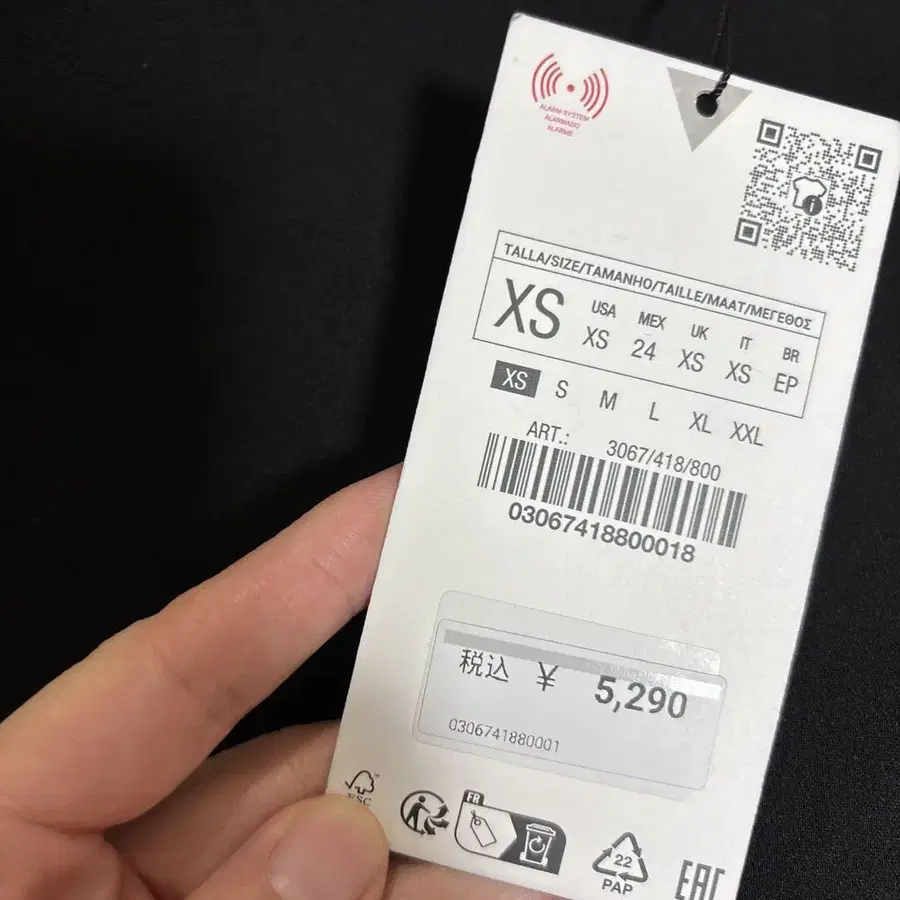 ALARM SYSTEM
ALARMADO
ALARME
TALLA/SIZE/TAMANHO/TAILLE/MAAT/ΜΕΓΕΘΟΣ
XS
USA MEX UK IT BR
XS 24 XS XS EP
XS S M L XL XXL
ART.: 3067/418/800
03067418800018
税込 ¥ 5,290
0306741880001
FSC
FR
22
PAP
EAC